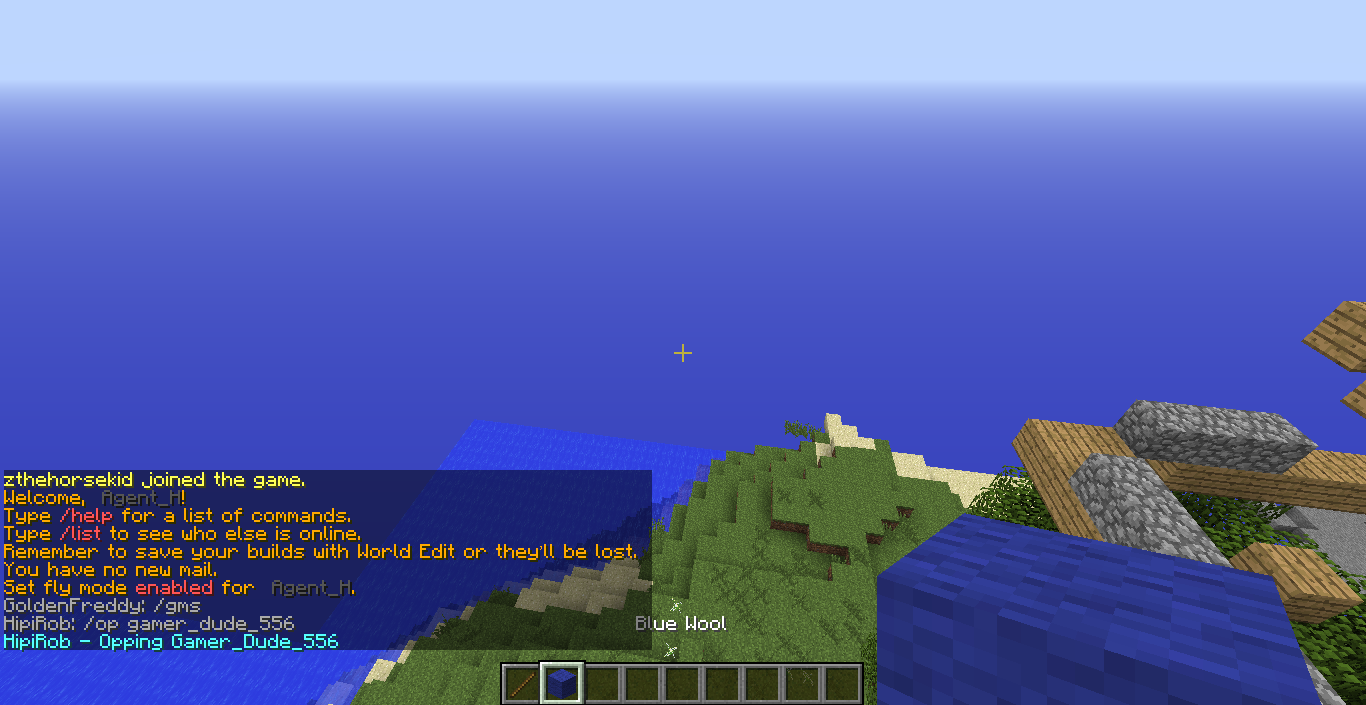 zthehorsekid joined the game.
Welcome, Agent_H!
Type /help for a list of commands.
Type /list to see who else is online.
Remember to save your builds with World Edit or they'll be lost.
You have no new mail.
Set fly mode enabled for Agent_H.
GoldenFreddy: /gms
HipiRob: /op gamer_dude_556
HipiRob - Opping Gamer_Dude_556
Blue Wool